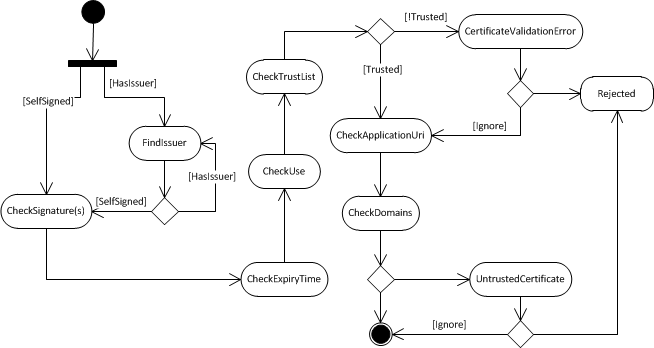 [!Trusted]
CertificateValidationError
[HasIssuer]
[Trusted]
CheckTrustList
[SelfSigned]
Rejected
[Ignore]
CheckApplicationUri
FindIssuer
CheckUse
[HasIssuer]
[SelfSigned]
CheckSignature(s)
CheckDomains
CheckExpiryTime
UntrustedCertificate
[Ignore]